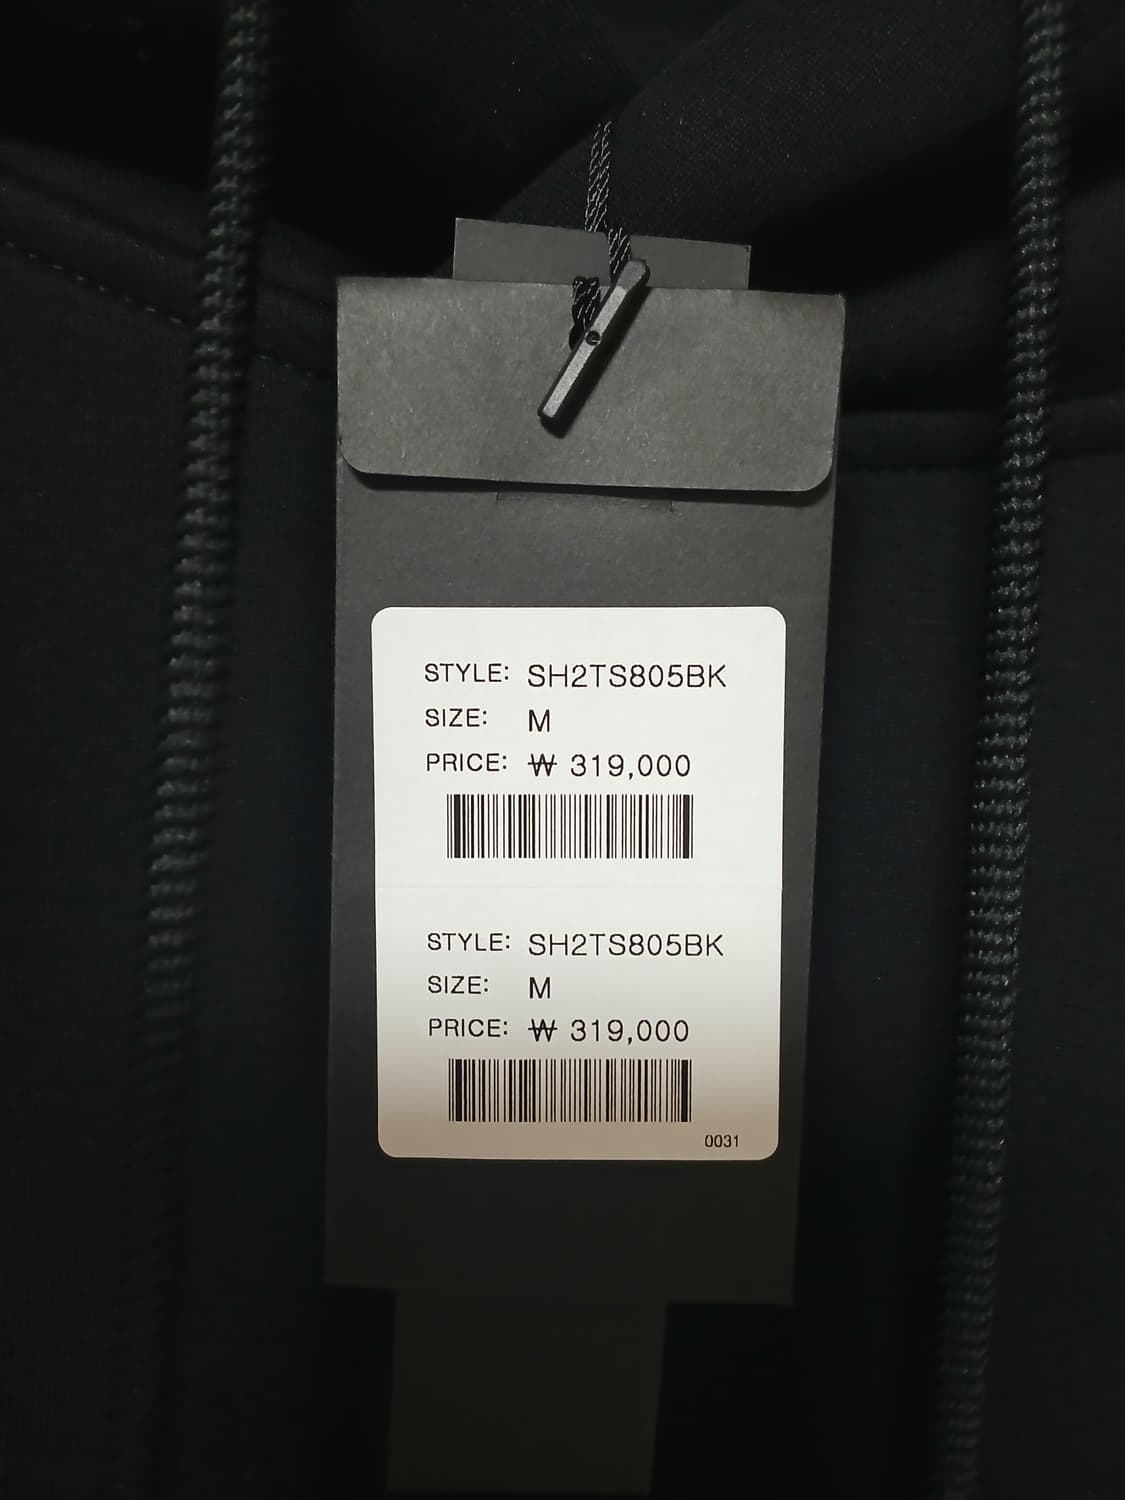 STYLE: SH2TS805BK
SIZE: M
PRICE: ₩ 319,000
STYLE: SH2TS805BK
SIZE: M
PRICE: ₩ 319,000
0031